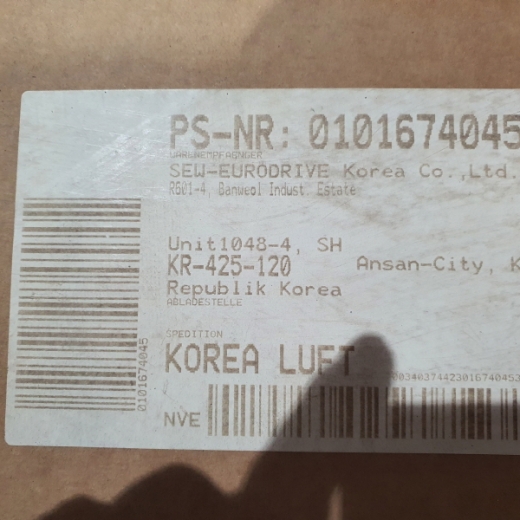 PS-NR: 0101674045
WARENEMPFAENGER
SEW-EURODRIVE Korea Co.,Ltd.
R601-4, Banweol Indust. Estate
Unit1048-4, SH
KR-425-120 Ansan-City, K
Republik Korea
ABLADESTELLE
SPEDITION
KOREA LUFT
0101674045
00340374423016740453
NVE